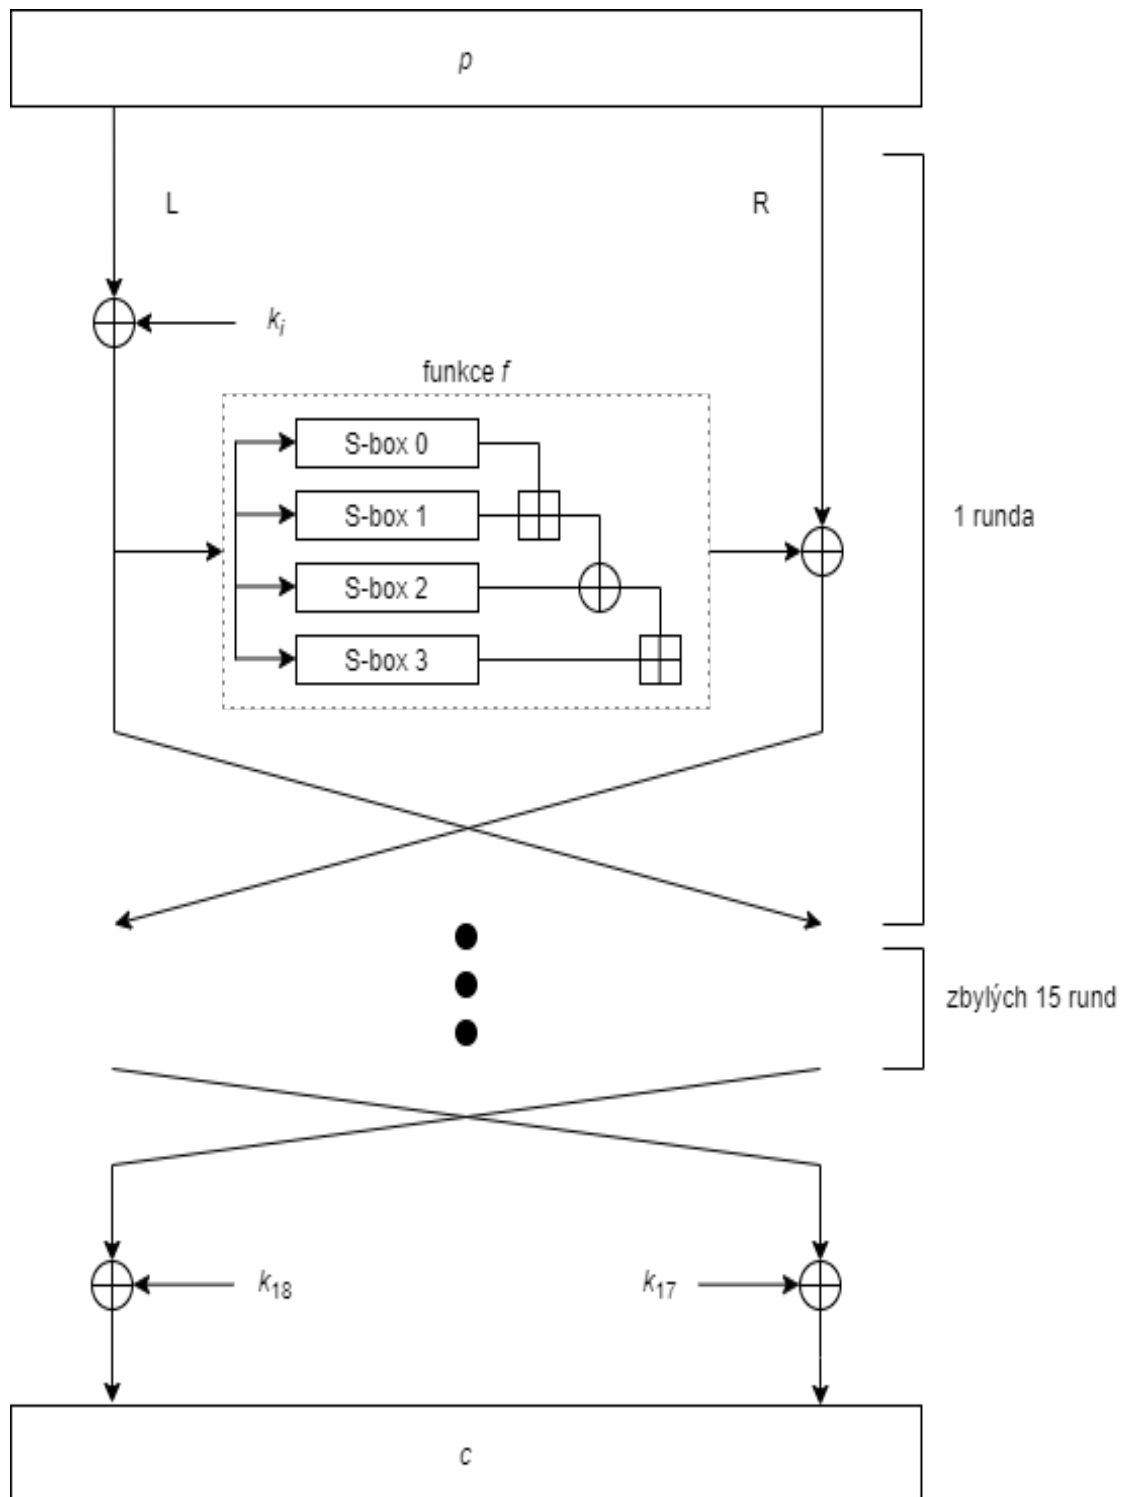 p
L
R
k_i
funkce f
S-box 0
S-box 1
1 runda
S-box 2
S-box 3
zbylých 15 rund
k_18
k_17
c